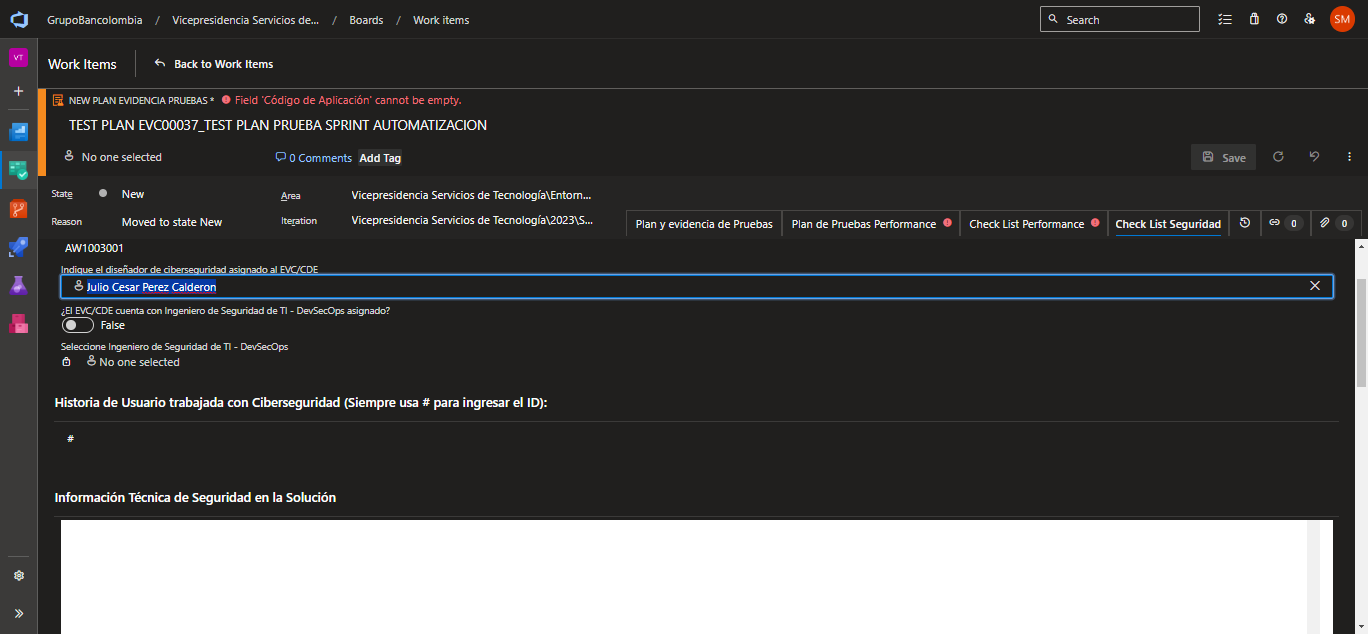 GrupoBancolombia / Vicepresidencia Servicios de... / Boards / Work items
Search
SM
VT
Work Items
Back to Work Items
NEW PLAN EVIDENCIA PRUEBAS * Field 'Código de Aplicación' cannot be empty.
TEST PLAN EVC00037_TEST PLAN PRUEBA SPRINT AUTOMATIZACION
No one selected
0 Comments
Add Tag
Save
State
New
Area
Vicepresidencia Servicios de Tecnología\Entorn...
Reason
Moved to state New
Iteration
Vicepresidencia Servicios de Tecnología\2023\S...
Plan y evidencia de Pruebas
Plan de Pruebas Performance
Check List Performance
Check List Seguridad
0
0
AW1003001
Indique el diseñador de ciberseguridad asignado al EVC/CDE
Julio Cesar Perez Calderon
¿El EVC/CDE cuenta con Ingeniero de Seguridad de TI - DevSecOps asignado?
False
Seleccione Ingeniero de Seguridad de TI - DevSecOps
No one selected
Historia de Usuario trabajada con Ciberseguridad (Siempre usa # para ingresar el ID):
#
Información Técnica de Seguridad en la Solución